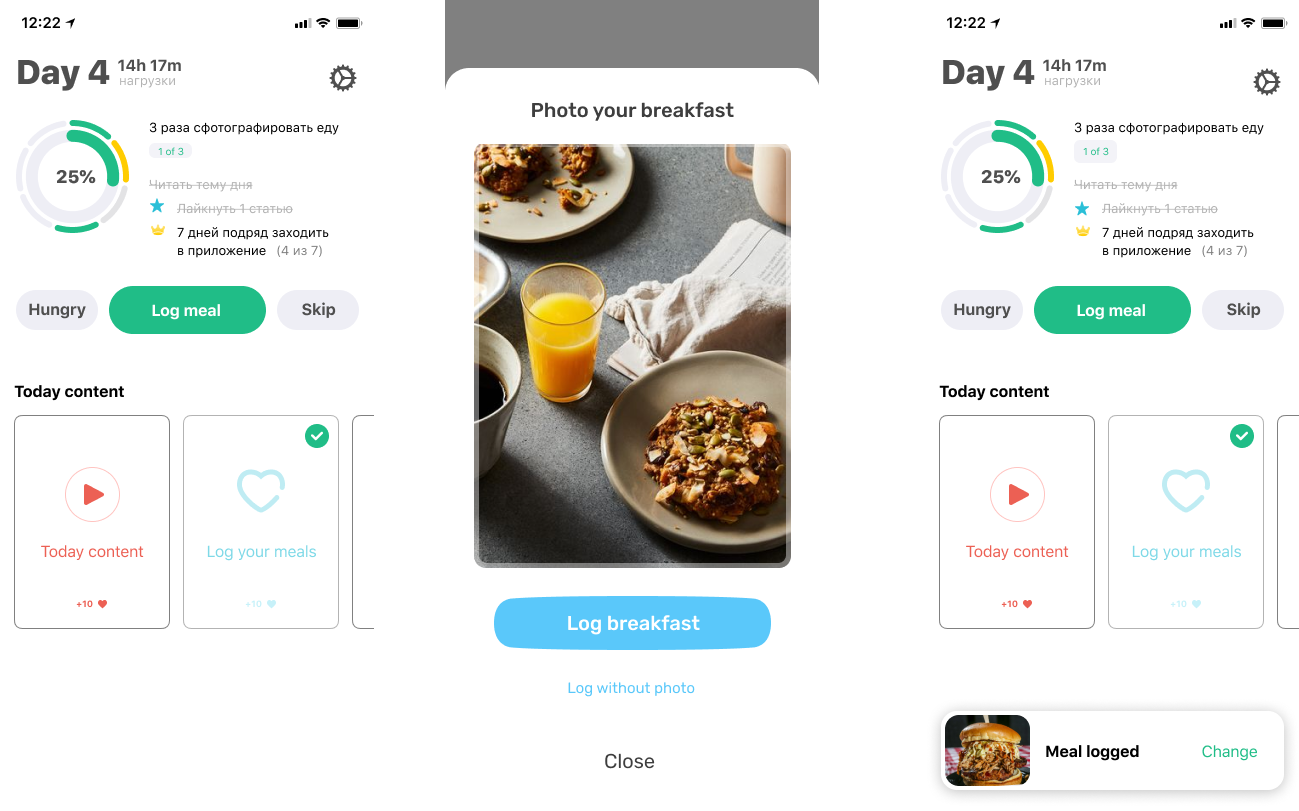 12:22
Day 4
14h 17m
нагрузки
25%
3 раза сфотографировать еду
1 of 3
Читать тему дня
Лайкнуть 1 статью
7 дней подряд заходить
в приложение (4 из 7)
Hungry
Log meal
Skip
Today content
Today content
+10
Log your meals
+10
Photo your breakfast
Log breakfast
Log without photo
Close
12:22
Day 4
14h 17m
нагрузки
25%
3 раза сфотографировать еду
1 of 3
Читать тему дня
Лайкнуть 1 статью
7 дней подряд заходить
в приложение (4 из 7)
Hungry
Log meal
Skip
Today content
Today content
+10
Log your meals
+10
Meal logged
Change